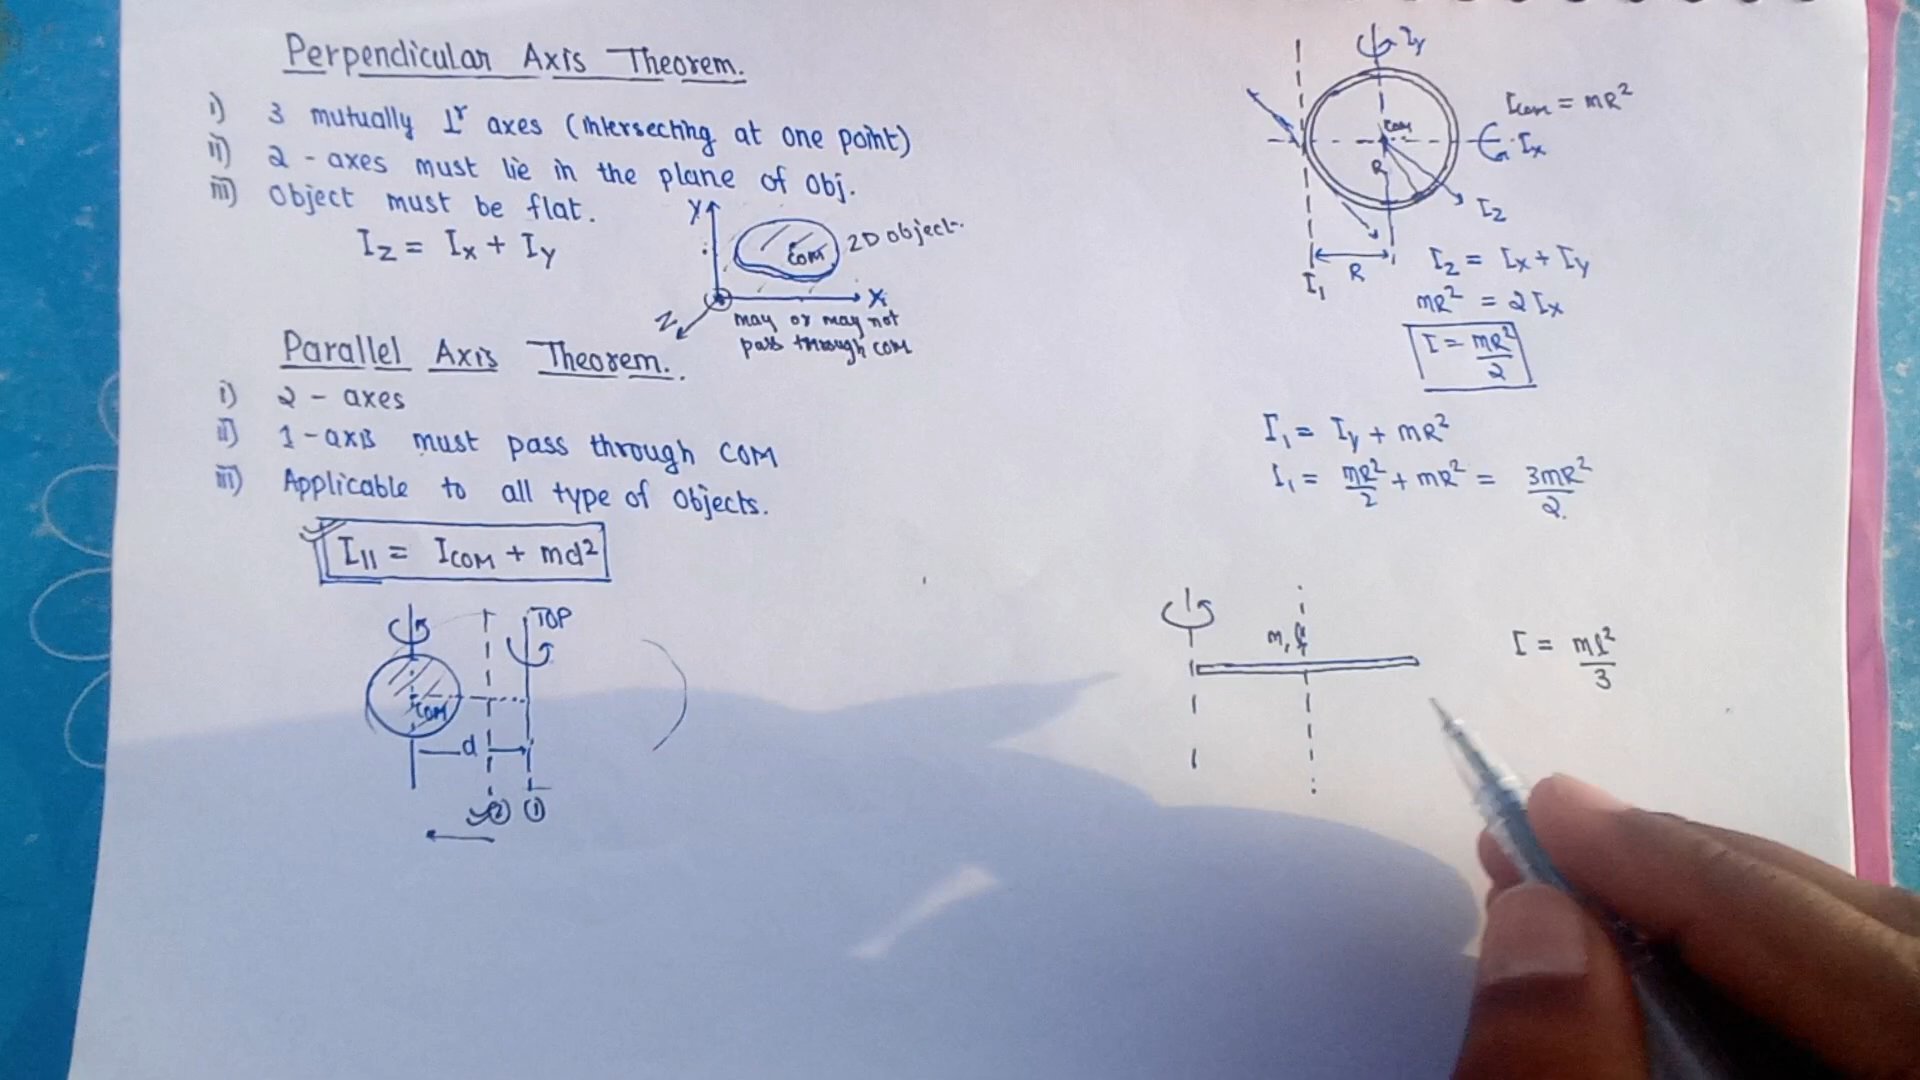 Perpendicular Axis Theorem.
i) 3 mutually ⊥r axes (intersecting at one point)
ii) 2 - axes must lie in the plane of obj.
iii) Object must be flat.
Iz = Ix + Iy
Y
COM
2D object.
X
Z
may or may not
pass through COM
Parallel Axis Theorem.
i) 2 - axes
ii) 1 - axis must pass through COM
iii) Applicable to all type of Objects.
I|| = ICOM + md²
TOP
COM
d
② ①
Iy
Icom = mR²
COM
Ix
R
Iz
R
I₁
Iz = Ix + Iy
mR² = 2Ix
I = mR²/2
I₁ = Iy + mR²
I₁ = mR²/2 + mR² = 3mR²/2.
m, l
I = ml²/3